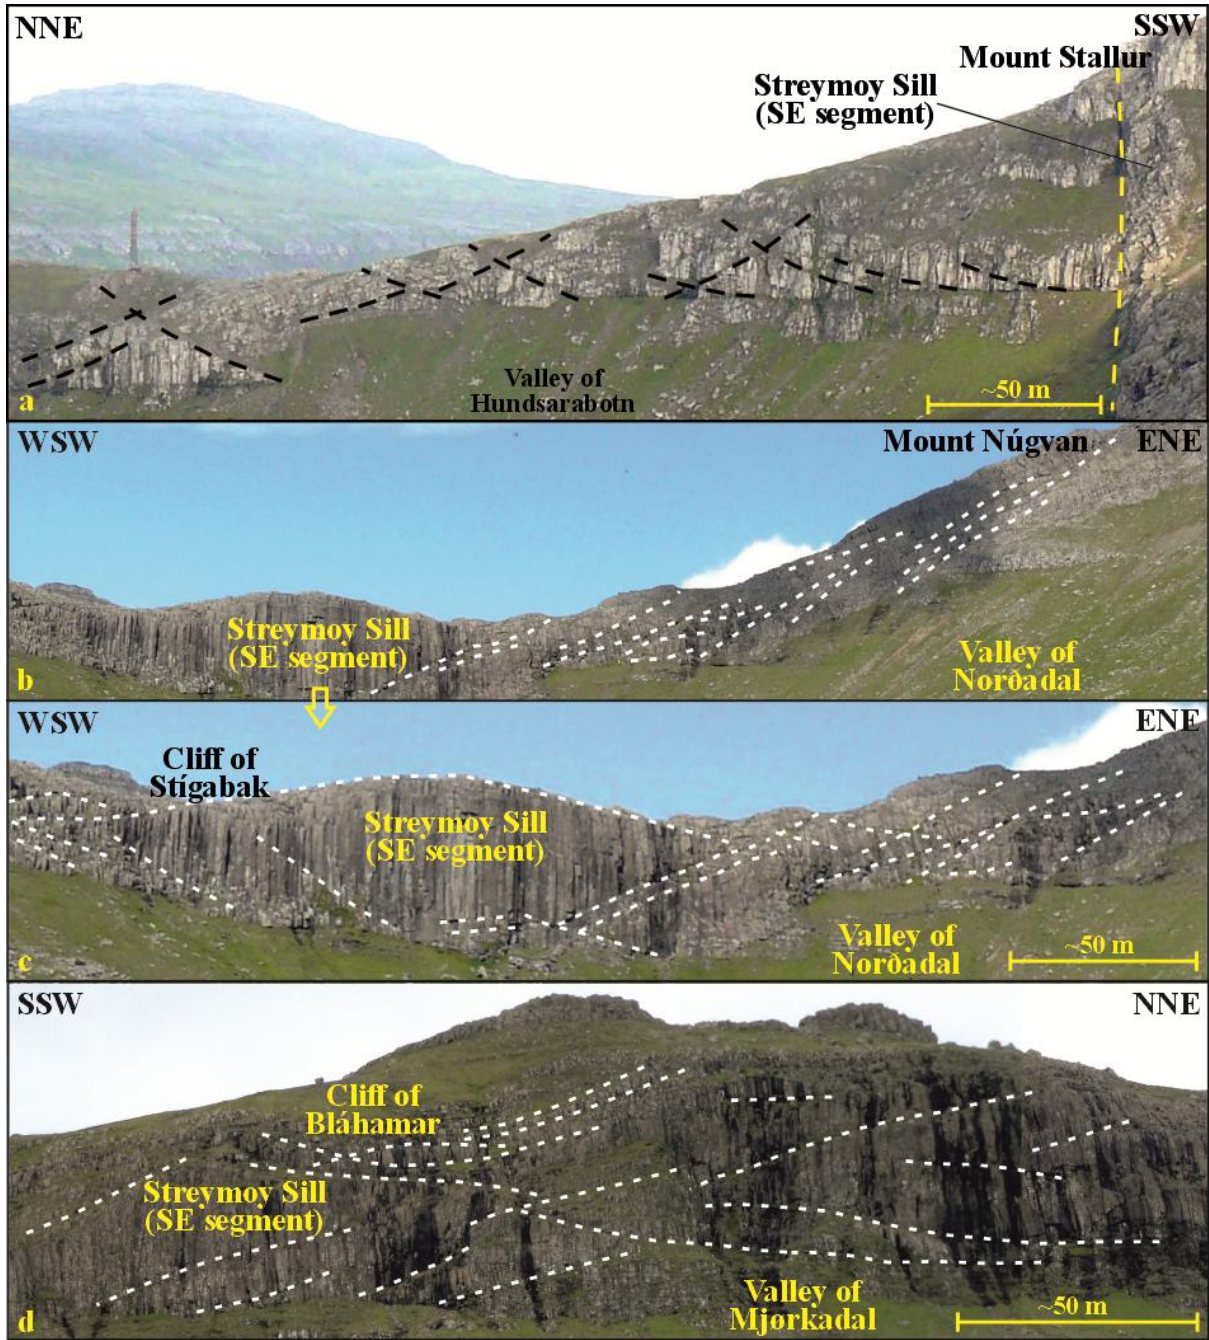 NNE
SSW
Mount Stallur
Streymoy Sill
(SE segment)
Valley of
Hundsarabotn
~50 m
a
WSW
Mount Núgvan
ENE
Streymoy Sill
(SE segment)
Valley of
Norðadal
b
WSW
ENE
Cliff of
Stígabak
Streymoy Sill
(SE segment)
Valley of
Norðadal
~50 m
c
SSW
NNE
Cliff of
Bláhamar
Streymoy Sill
(SE segment)
Valley of
Mjørkadal
~50 m
d